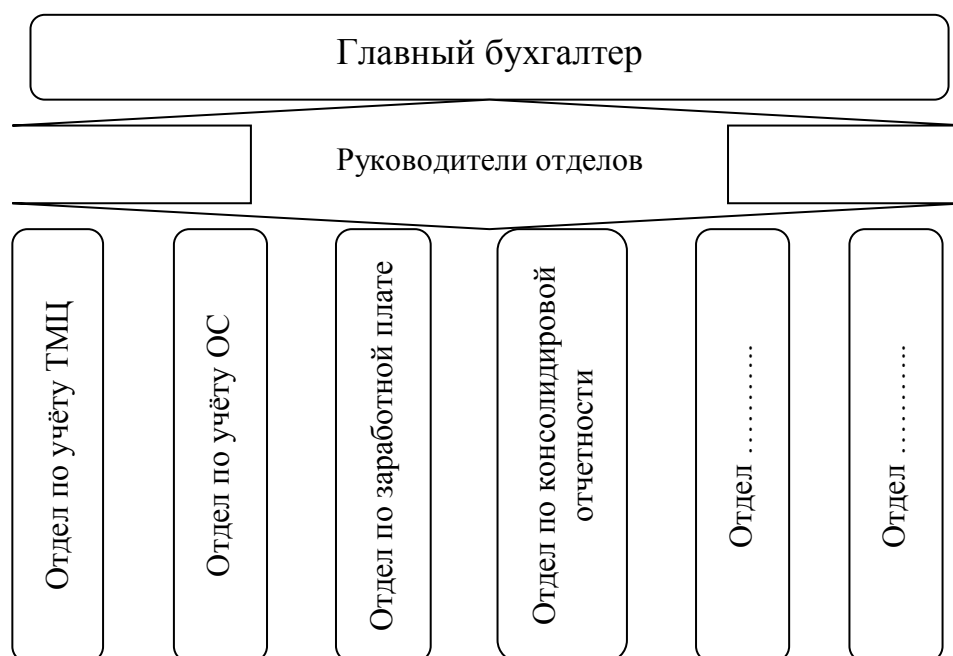 Главный бухгалтер
Руководители отделов
Отдел по учёту ТМЦ
Отдел по учёту ОС
Отдел по заработной плате
Отдел по консолидировой
отчетности
Отдел …………
Отдел …………